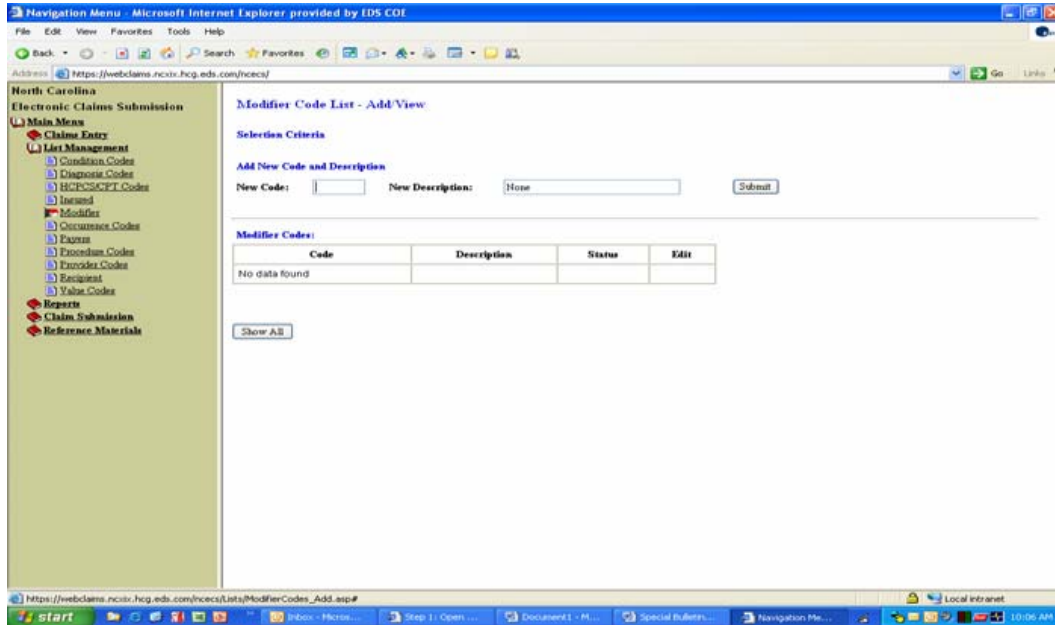 Navigation Menu - Microsoft Internet Explorer provided by EDS COE
File Edit View Favorites Tools Help
Back Search Favorites
Address https://webclaims.ncxix.hcg.eds.com/ncecs/ Go Links
North Carolina
Electronic Claims Submission
Main Menu
Claims Entry
List Management
Condition Codes
Diagnosis Codes
HCPCS/CPT Codes
Insured
Modifier
Occurrence Codes
Payers
Procedure Codes
Provider Codes
Recipient
Value Codes
Reports
Claim Submission
Reference Materials
Modifier Code List - Add/View
Selection Criteria
Add New Code and Description
New Code: New Description: None Submit
Modifier Codes:
Code Description Status Edit
No data found
Show All
https://webclaims.ncxix.hcg.eds.com/ncecs/Lists/ModifierCodes_Add.asp# Local intranet
start Inbox - Micros... Step 1: Open ... Document1 - M... Special Bulletin... Navigation Me... 10:06 AM